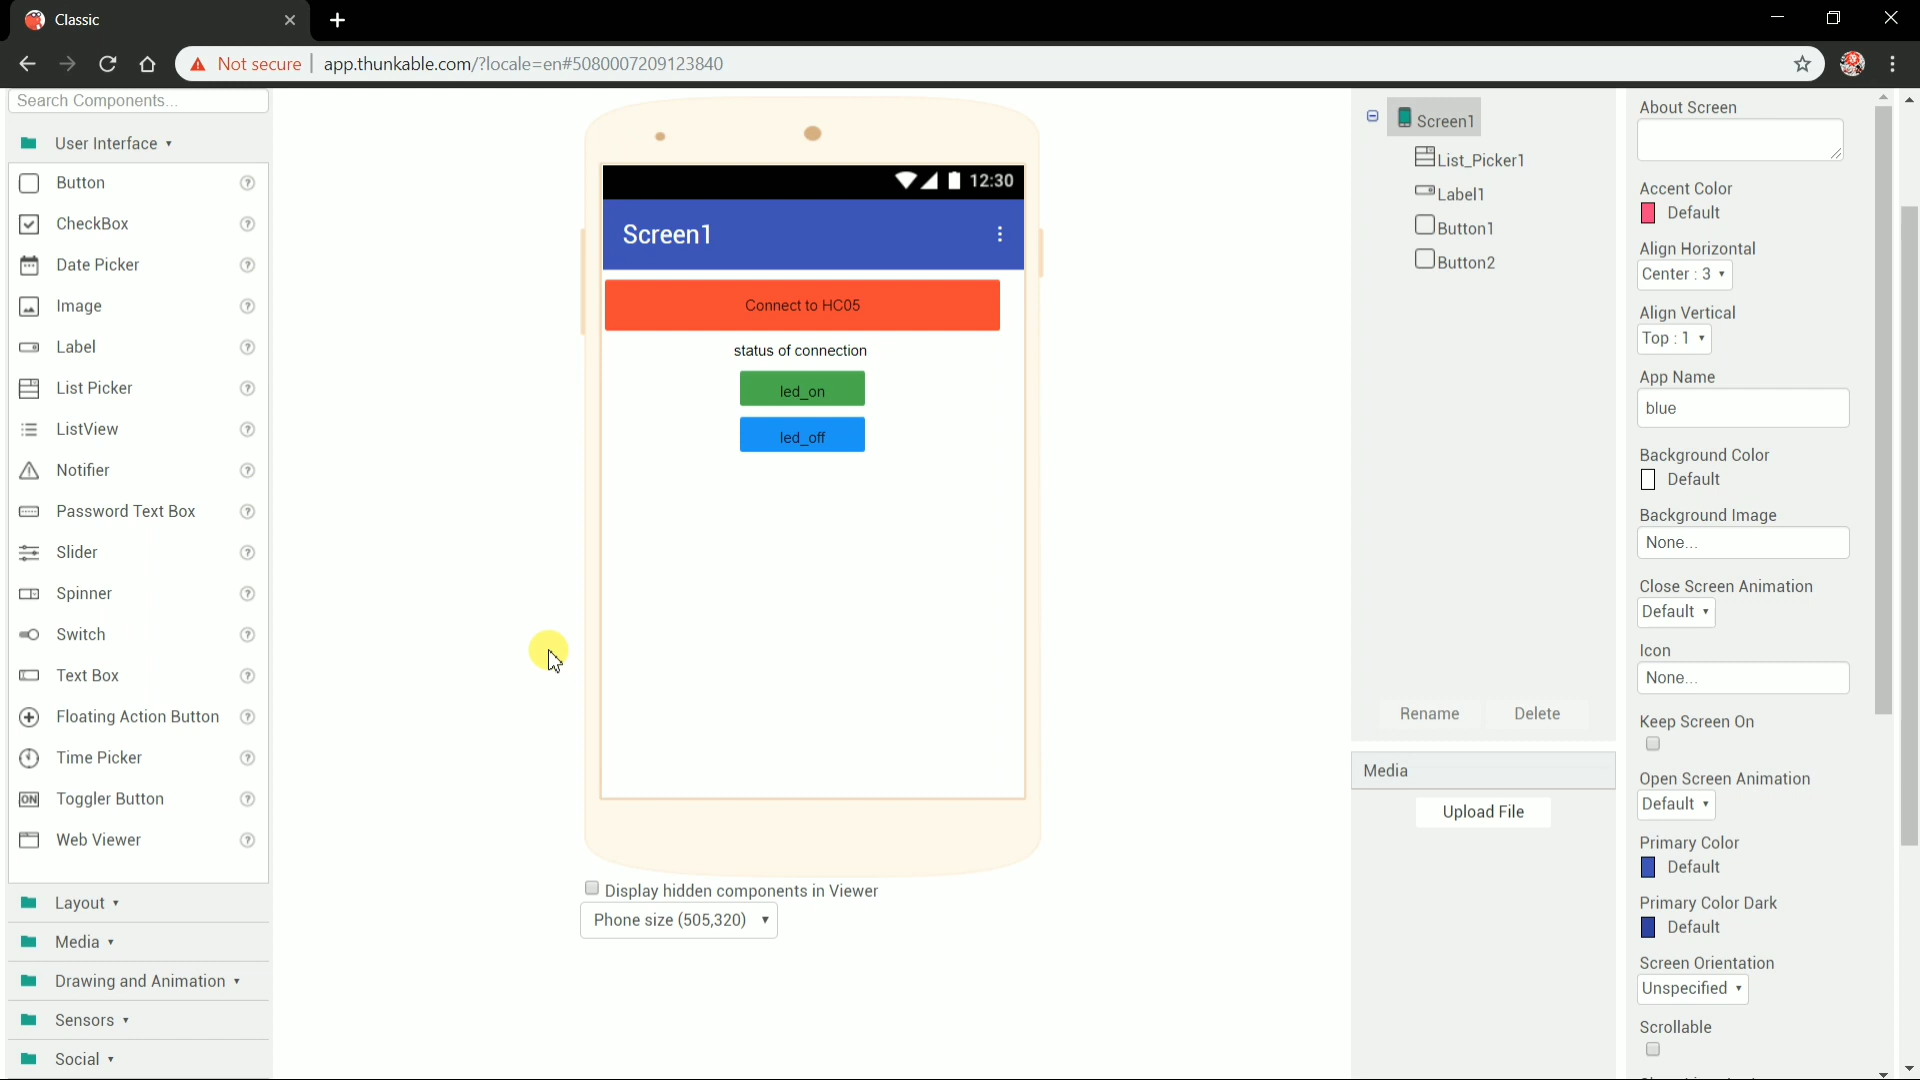 Classic
Not secure
app.thunkable.com/?locale=en#5080007209123840
Search Components...
User Interface
Button
CheckBox
Date Picker
Image
Label
List Picker
ListView
Notifier
Password Text Box
Slider
Spinner
Switch
Text Box
Floating Action Button
Time Picker
ON Toggler Button
Web Viewer
Layout
Media
Drawing and Animation
Sensors
Social
12:30
Screen1
Connect to HC05
status of connection
led_on
led_off
Display hidden components in Viewer
Phone size (505,320)
Screen1
List_Picker1
Label1
Button1
Button2
Rename Delete
Media
Upload File
About Screen
Accent Color
Default
Align Horizontal
Center : 3
Align Vertical
Top : 1
App Name
blue
Background Color
Default
Background Image
None...
Close Screen Animation
Default
Icon
None...
Keep Screen On
Open Screen Animation
Default
Primary Color
Default
Primary Color Dark
Default
Screen Orientation
Unspecified
Scrollable